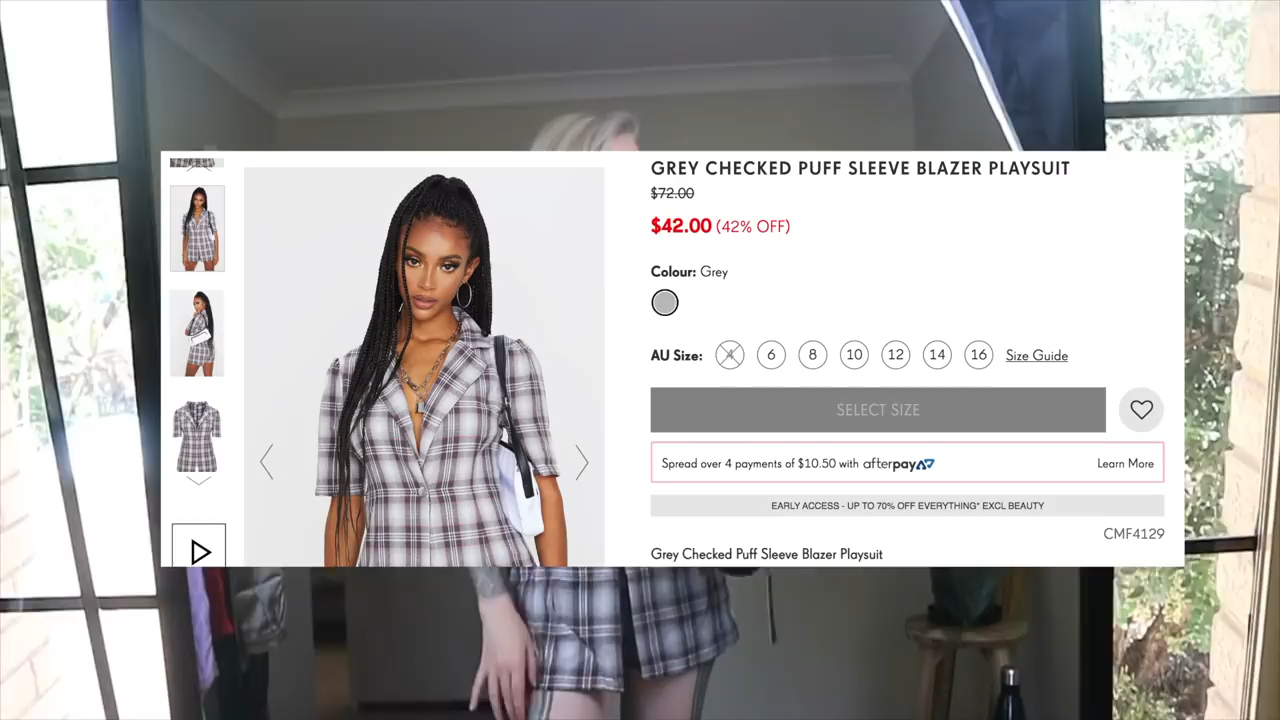 GREY CHECKED PUFF SLEEVE BLAZER PLAYSUIT
$72.00
$42.00 (42% OFF)
Colour: Grey
AU Size: 4 6 8 10 12 14 16 Size Guide
SELECT SIZE
Spread over 4 payments of $10.50 with afterpay Learn More
EARLY ACCESS - UP TO 70% OFF EVERYTHING* EXCL BEAUTY
CMF4129
Grey Checked Puff Sleeve Blazer Playsuit